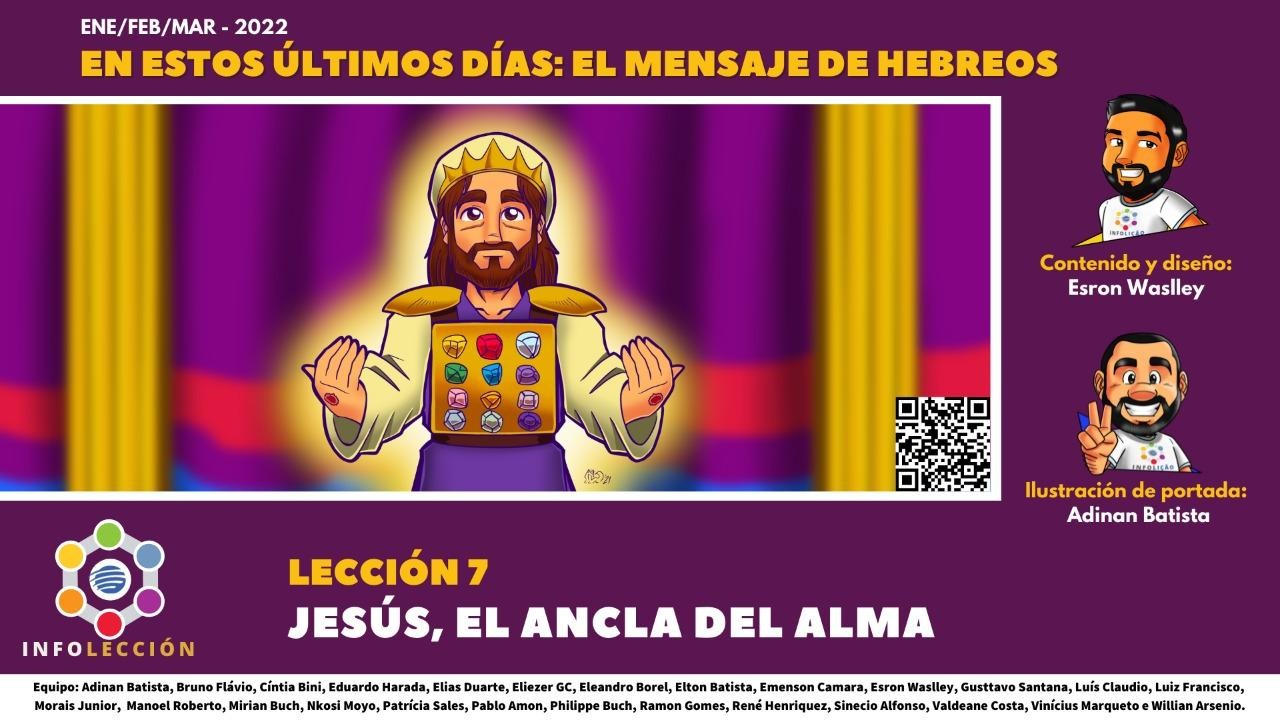 ENE/FEB/MAR - 2022
EN ESTOS ÚLTIMOS DÍAS: EL MENSAJE DE HEBREOS
INFOLIÇÃO
Contenido y diseño:
Esron Waslley
INFOLIÇÃO
Ilustración de portada:
Adinan Batista
LECCIÓN 7
JESÚS, EL ANCLA DEL ALMA
INFOLECCIÓN
Equipo: Adinan Batista, Bruno Flávio, Cíntia Bini, Eduardo Harada, Elias Duarte, Eliezer GC, Eleandro Borel, Elton Batista, Emenson Camara, Esron Waslley, Gusttavo Santana, Luís Claudio, Luiz Francisco,
Morais Junior, Manoel Roberto, Mirian Buch, Nkosi Moyo, Patrícia Sales, Pablo Amon, Philippe Buch, Ramon Gomes, René Henriquez, Sinecio Alfonso, Valdeane Costa, Vinícius Marqueto e Willian Arsenio.